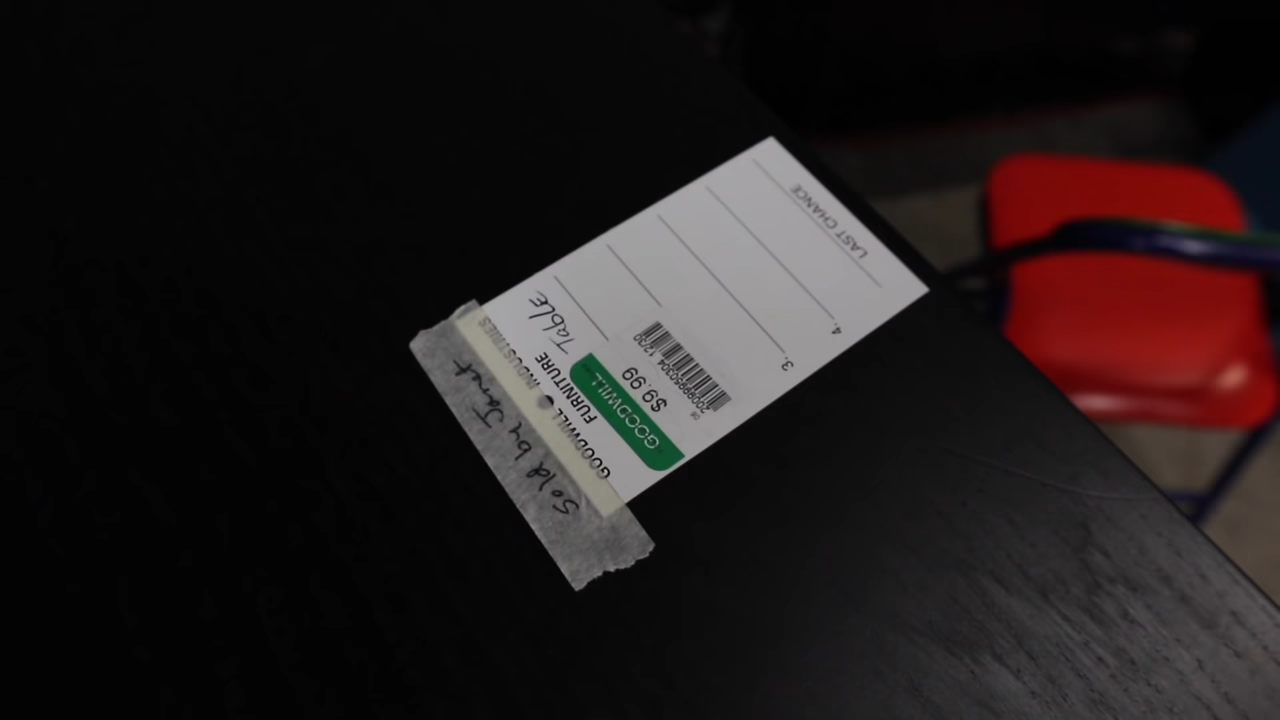 Sold by Janet
GOODWILL INDUSTRIES
FURNITURE
Table
GOODWILL
$9.99
3.
4.
LAST CHANCE